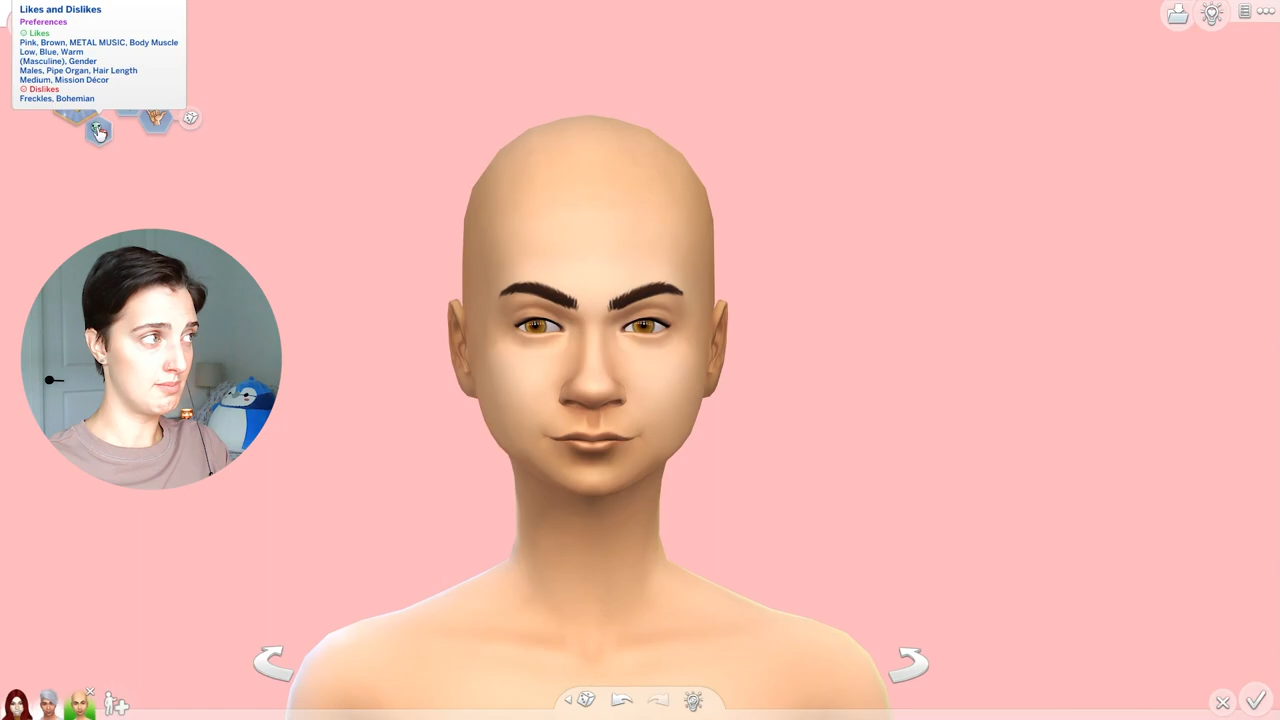 Likes and Dislikes
Preferences
Likes
Pink, Brown, METAL MUSIC, Body Muscle
Low, Blue, Warm
(Masculine), Gender
Males, Pipe Organ, Hair Length
Medium, Mission Décor
Dislikes
Freckles, Bohemian